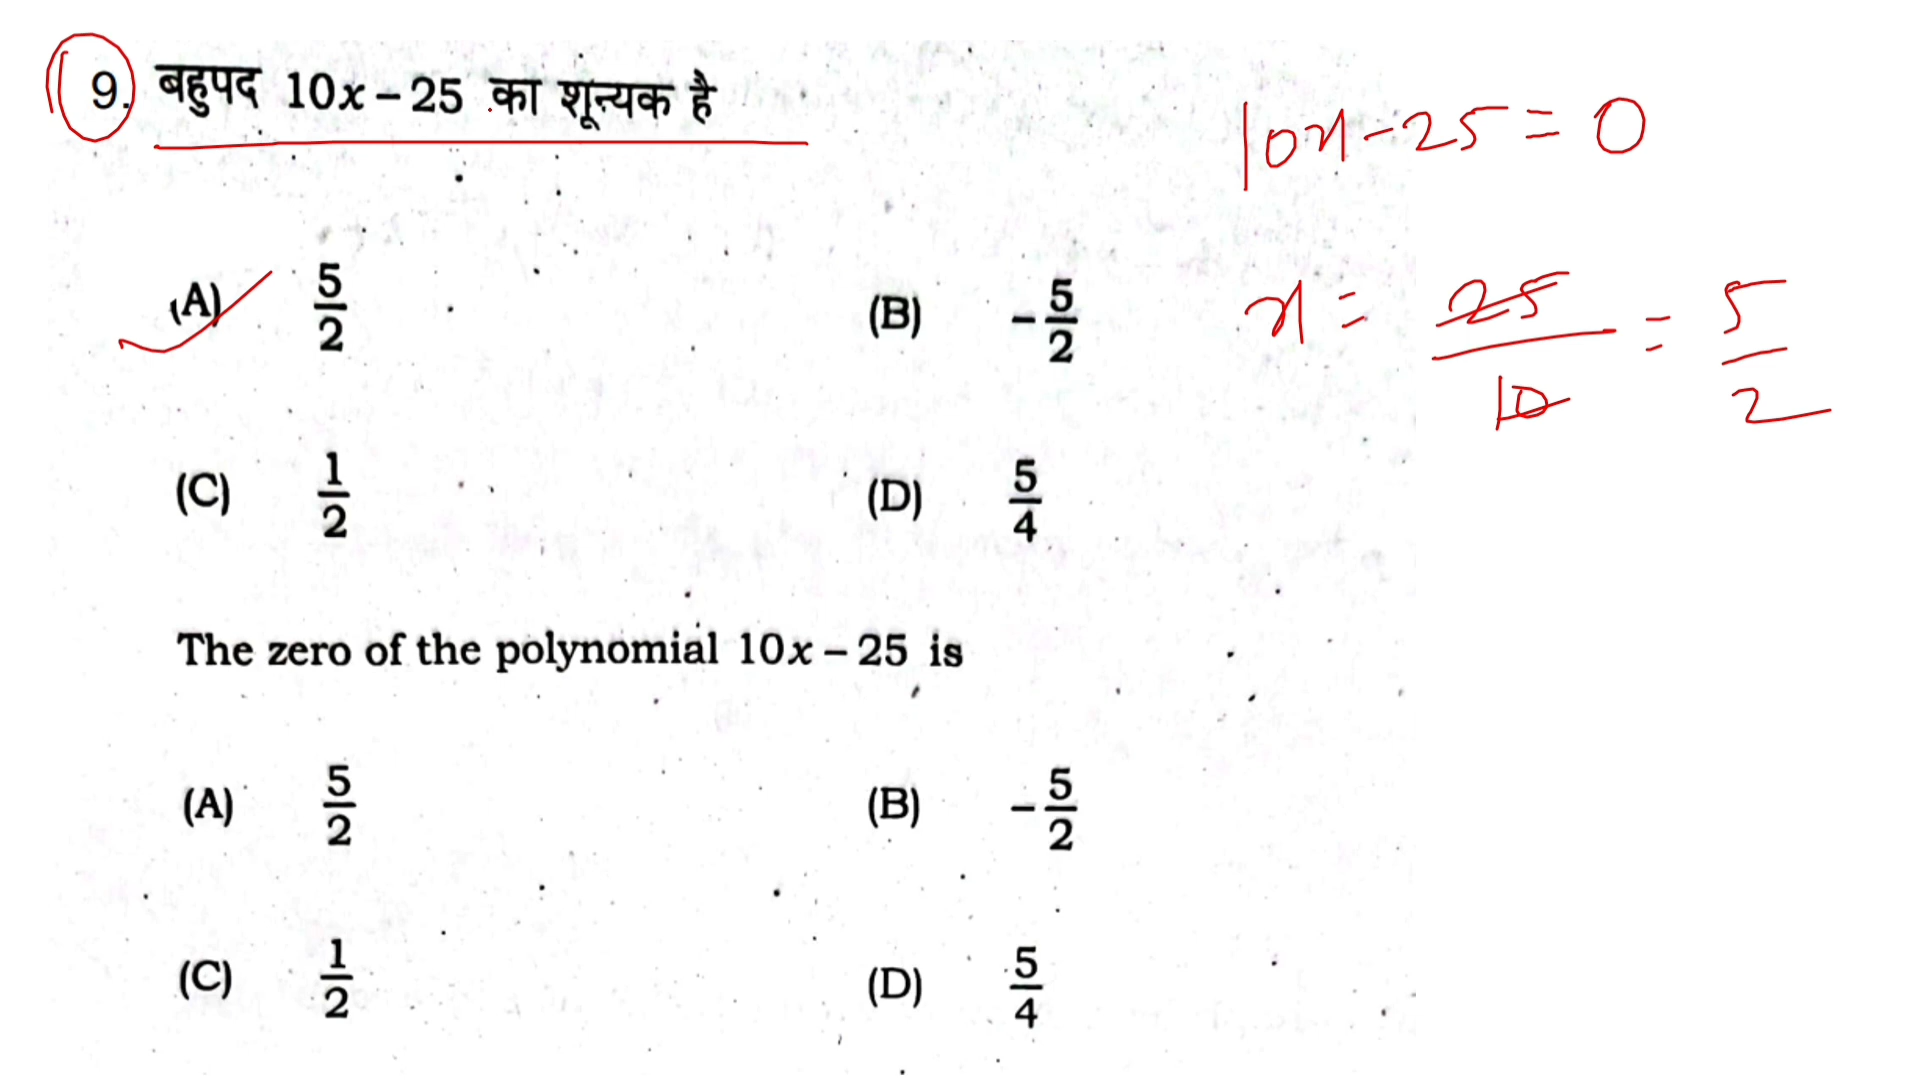 9. बहुपद 10x – 25 का शून्यक है
(A) 5/2
(B) – 5/2
(C) 1/2
(D) 5/4
The zero of the polynomial 10x – 25 is
(A) 5/2
(B) – 5/2
(C) 1/2
(D) 5/4
10x – 25 = 0
x = 25/10 = 5/2